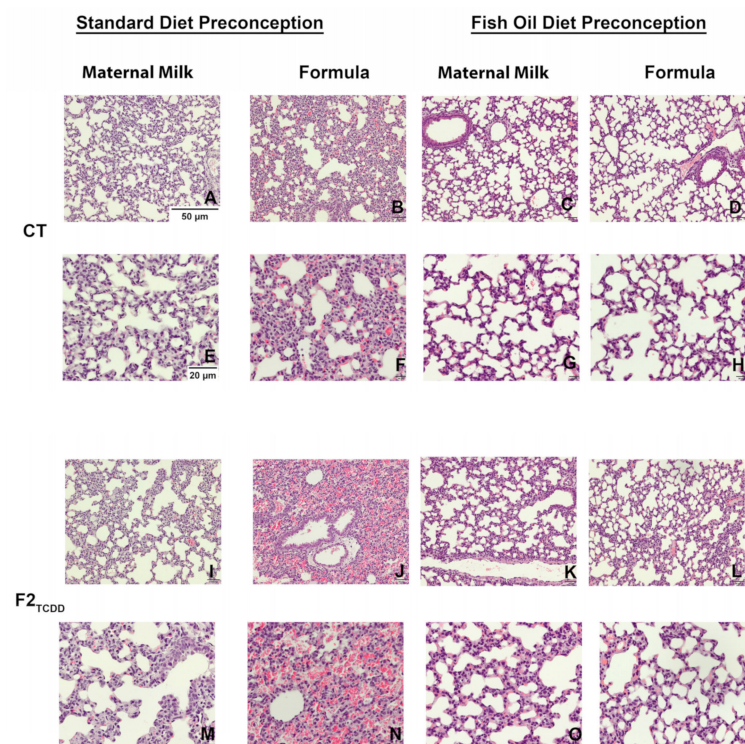 Standard Diet Preconception Fish Oil Diet Preconception
Maternal Milk Formula Maternal Milk Formula
A B C D
50 µm
CT
E F G H
20 µm
I J K L
F2TCDD
M N O